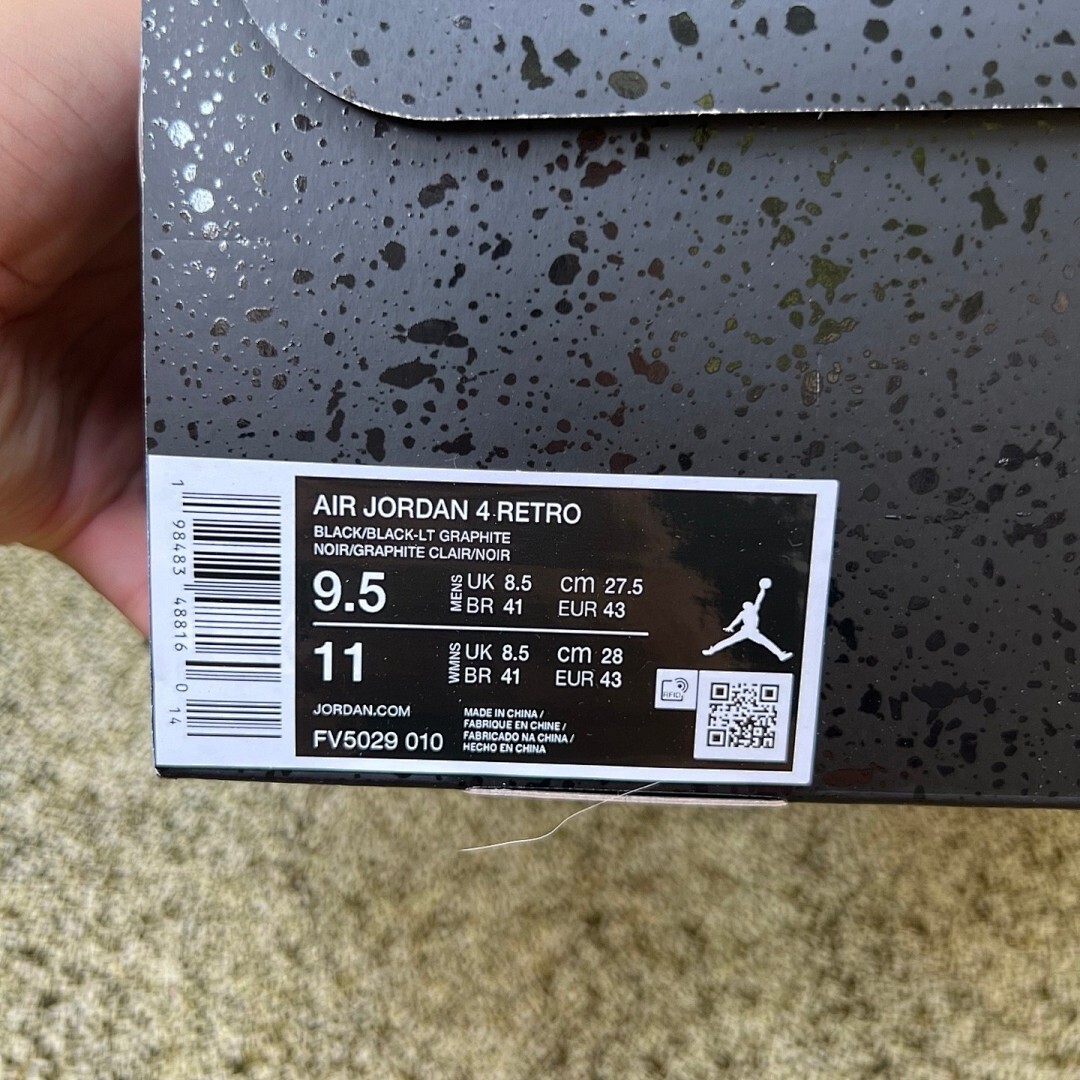 AIR JORDAN 4 RETRO
BLACK/BLACK-LT GRAPHITE
NOIR/GRAPHITE CLAIR/NOIR
9.5 MENS UK 8.5 cm 27.5
BR 41 EUR 43
11 WMNS UK 8.5 cm 28
BR 41 EUR 43
JORDAN.COM
FV5029 010
MADE IN CHINA /
FABRIQUE EN CHINE /
FABRICADO NA CHINA /
HECHO EN CHINA
RFID
1 98483 48816 0 14